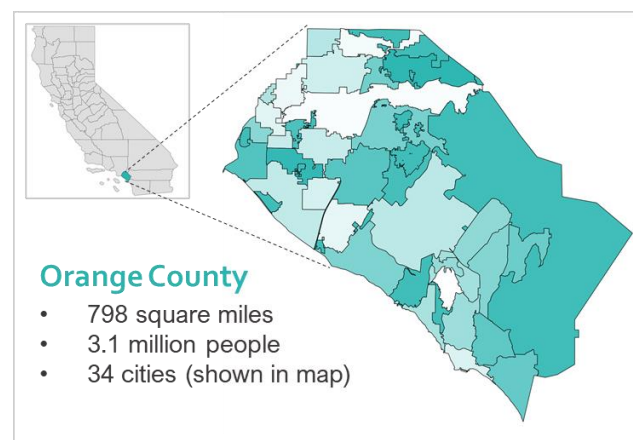 Orange County
• 798 square miles
• 3.1 million people
• 34 cities (shown in map)